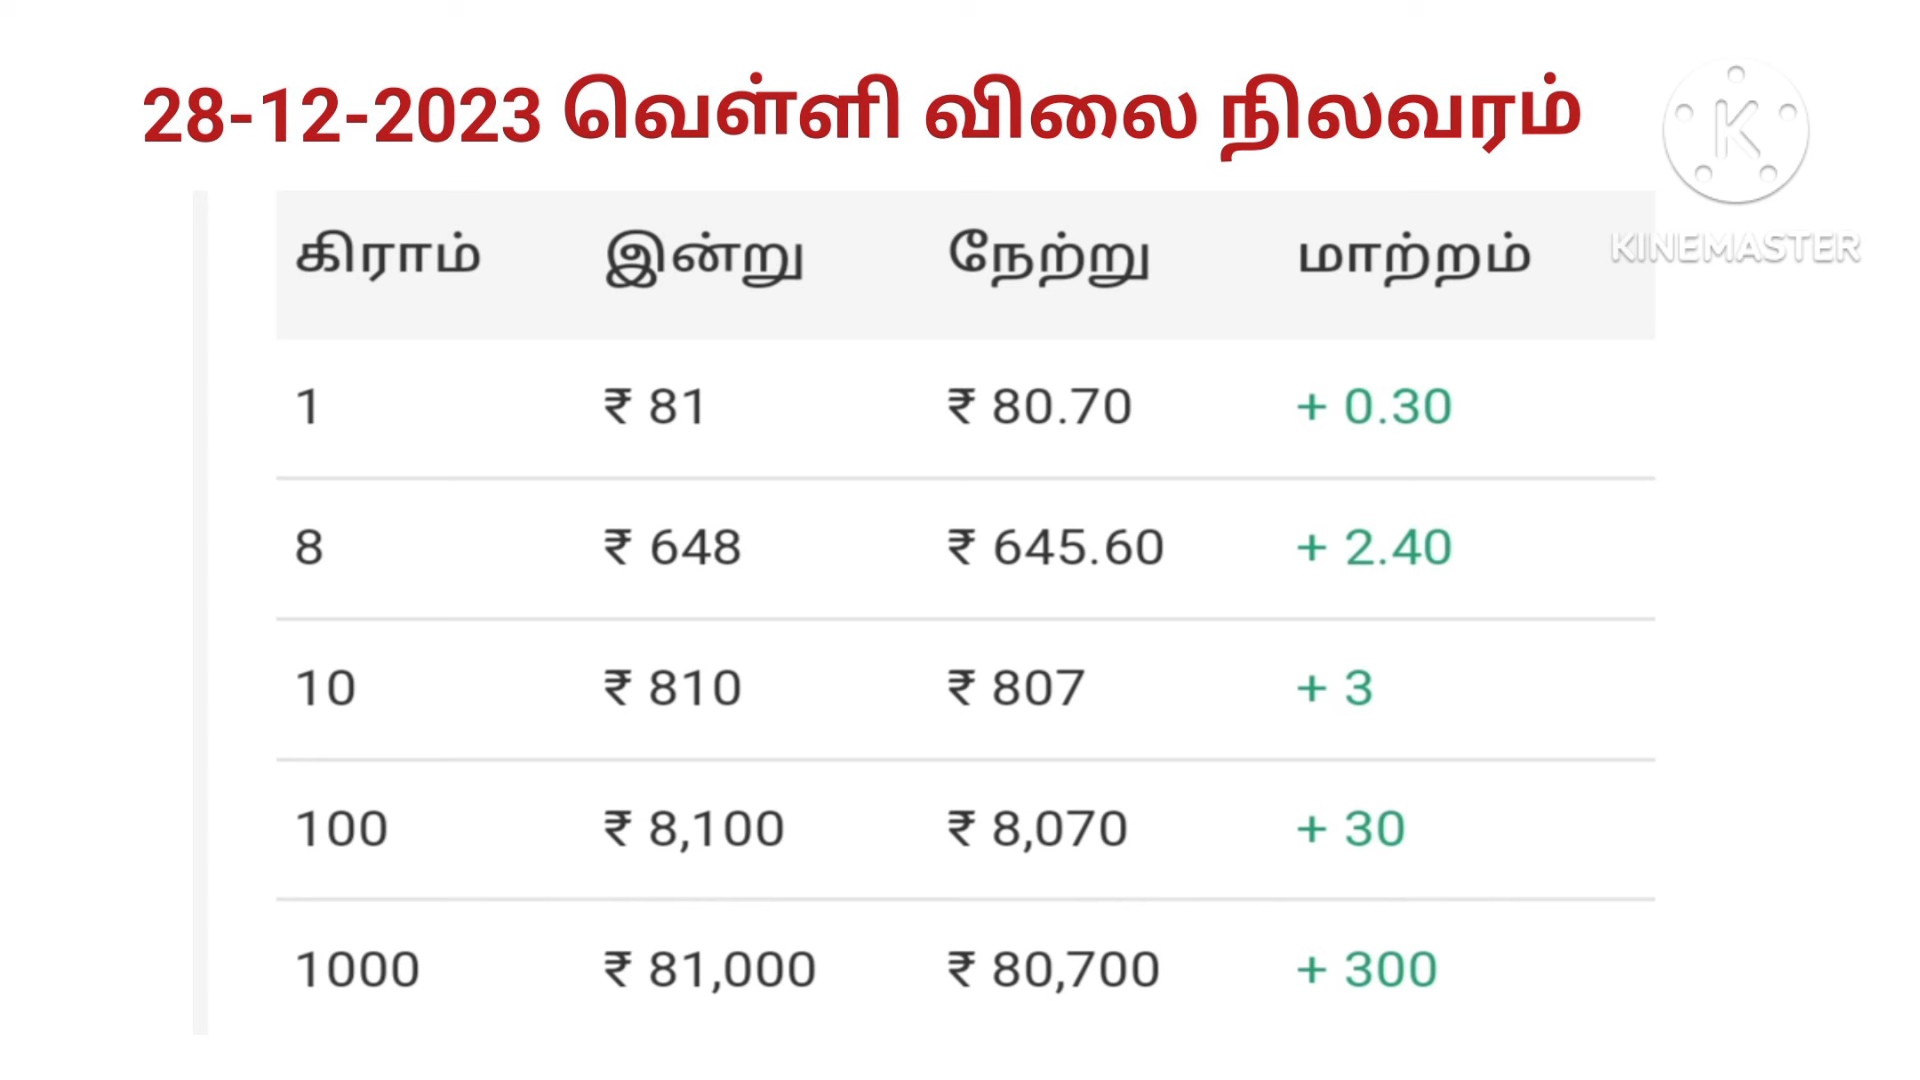 28-12-2023 வெள்ளி விலை நிலவரம்
K
KINEMASTER
கிராம் இன்று நேற்று மாற்றம்
1 ₹ 81 ₹ 80.70 + 0.30
8 ₹ 648 ₹ 645.60 + 2.40
10 ₹ 810 ₹ 807 + 3
100 ₹ 8,100 ₹ 8,070 + 30
1000 ₹ 81,000 ₹ 80,700 + 300